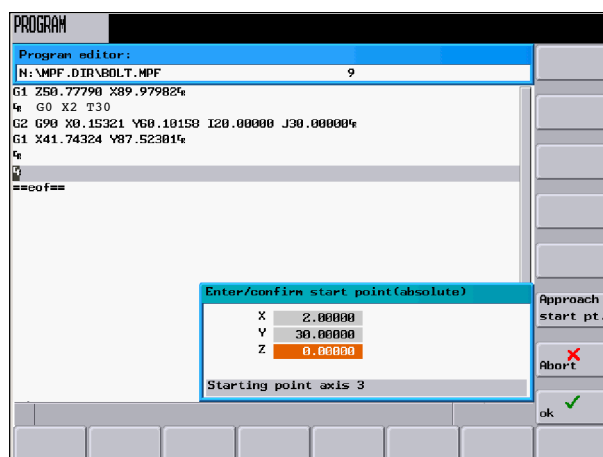 PROGRAM
Program editor:
N:\MPF.DIR\BOLT.MPF 9
G1 Z50.77790 X89.97982
G0 X2 T30
G2 G90 X0.15321 Y60.10158 I20.00000 J30.00000
G1 X41.74324 Y87.52301
==eof==
Enter/confirm start point(absolute)
X 2.00000
Y 30.00000
Z 0.00000
Starting point axis 3
Approach
start pt.
Abort
ok